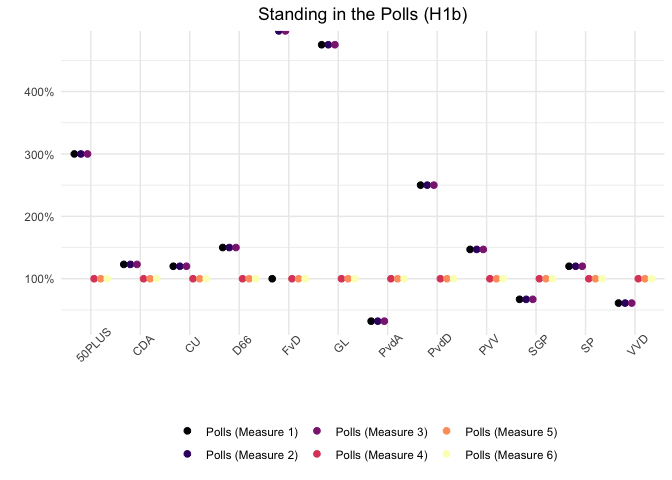 Standing in the Polls (H1b)
400%
300%
200%
100%
50PLUS
CDA
CU
D66
FvD
GL
PvdA
PvdD
PVV
SGP
SP
VVD
Polls (Measure 1) Polls (Measure 3) Polls (Measure 5)
Polls (Measure 2) Polls (Measure 4) Polls (Measure 6)